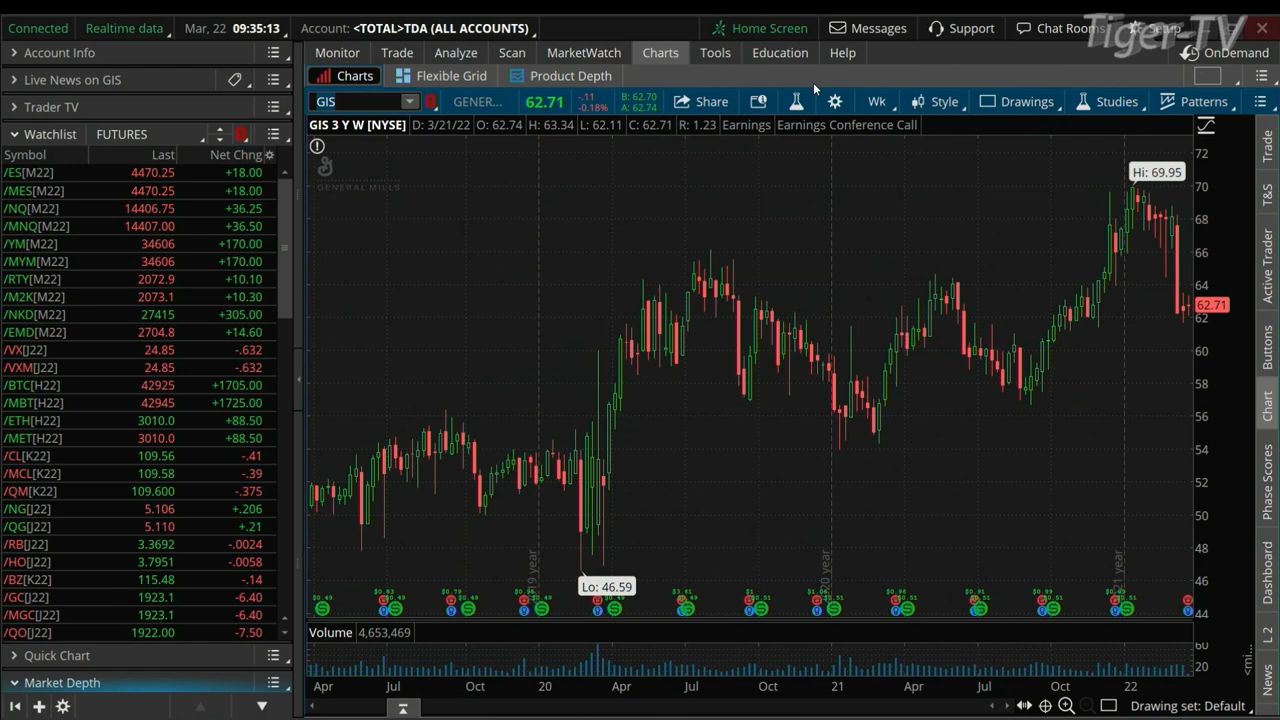 Connected Realtime data Mar, 22 09:35:13 Account: <TOTAL>TDA (ALL ACCOUNTS) Home Screen Messages Support Chat Rooms Setup
Tiger-TV
Account Info
Live News on GIS
Trader TV
Watchlist FUTURES
Monitor Trade Analyze Scan MarketWatch Charts Tools Education Help OnDemand
Charts Flexible Grid Product Depth
GIS GENER... 62.71 -.11 -0.18% B: 62.70 A: 62.74 Share Wk Style Drawings Studies Patterns
GIS 3 Y W [NYSE] D: 3/21/22 O: 62.74 H: 63.34 L: 62.11 C: 62.71 R: 1.23 Earnings Earnings Conference Call
Symbol Last Net Chng
/ES[M22] 4470.25 +18.00
/MES[M22] 4470.25 +18.00
/NQ[M22] 14406.75 +36.25
/MNQ[M22] 14407.00 +36.50
/YM[M22] 34606 +170.00
/MYM[M22] 34606 +170.00
/RTY[M22] 2072.9 +10.10
/M2K[M22] 2073.1 +10.30
/NKD[M22] 27415 +305.00
/EMD[M22] 2704.8 +14.60
/VX[J22] 24.85 -.632
/VXM[J22] 24.85 -.632
/BTC[H22] 42925 +1705.00
/MBT[H22] 42945 +1725.00
/ETH[H22] 3010.0 +88.50
/MET[H22] 3010.0 +88.50
/CL[K22] 109.56 -.41
/MCL[K22] 109.58 -.39
/QM[K22] 109.600 -.375
/NG[J22] 5.106 +.206
/QG[J22] 5.110 +.21
/RB[J22] 3.3692 -.0024
/HO[J22] 3.7951 -.0058
/BZ[K22] 115.48 -.14
/GC[J22] 1923.1 -6.40
/MGC[J22] 1923.1 -6.40
/QO[J22] 1922.00 -7.50
Quick Chart
Market Depth
GENERAL MILLS
Hi: 69.95
Lo: 46.59
72
70
68
66
64
62.71
62
60
58
56
54
52
50
48
46
44
19 year
20 year
21 year
Volume 4,653,469
60
20
Apr Jul Oct 20 Apr Jul Oct 21 Apr Jul Oct 22
Drawing set: Default
Trade
T&S
Active Trader
Buttons
Chart
Phase Scores
Dashboard
L 2
News